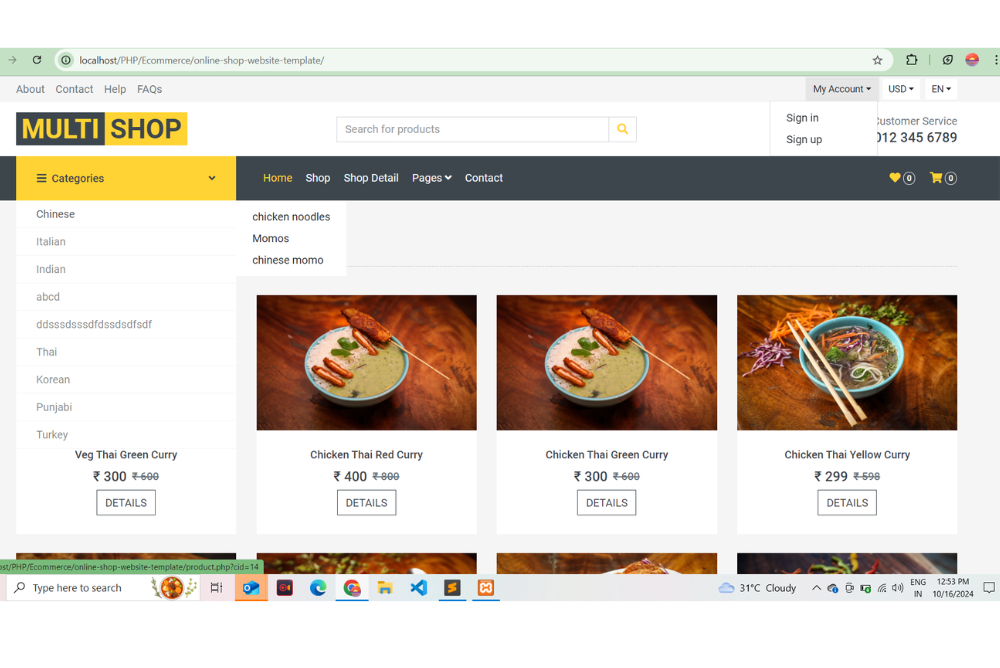 localhost/PHP/Ecommerce/online-shop-website-template/
About Contact Help FAQs
My Account USD EN
Sign in
Sign up
MULTI SHOP
Search for products
Customer Service
012 345 6789
Categories
Home Shop Shop Detail Pages Contact
0 0
Chinese
Italian
Indian
abcd
ddsssdsssdfdssdsdfsdf
Thai
Korean
Punjabi
Turkey
chicken noodles
Momos
chinese momo
Veg Thai Green Curry
₹ 300 ₹ 600
DETAILS
Chicken Thai Red Curry
₹ 400 ₹ 800
DETAILS
Chicken Thai Green Curry
₹ 300 ₹ 600
DETAILS
Chicken Thai Yellow Curry
₹ 299 ₹ 598
DETAILS
ost/PHP/Ecommerce/online-shop-website-template/product.php?cid=14
Type here to search
31°C Cloudy
ENG
IN
12:53 PM
10/16/2024